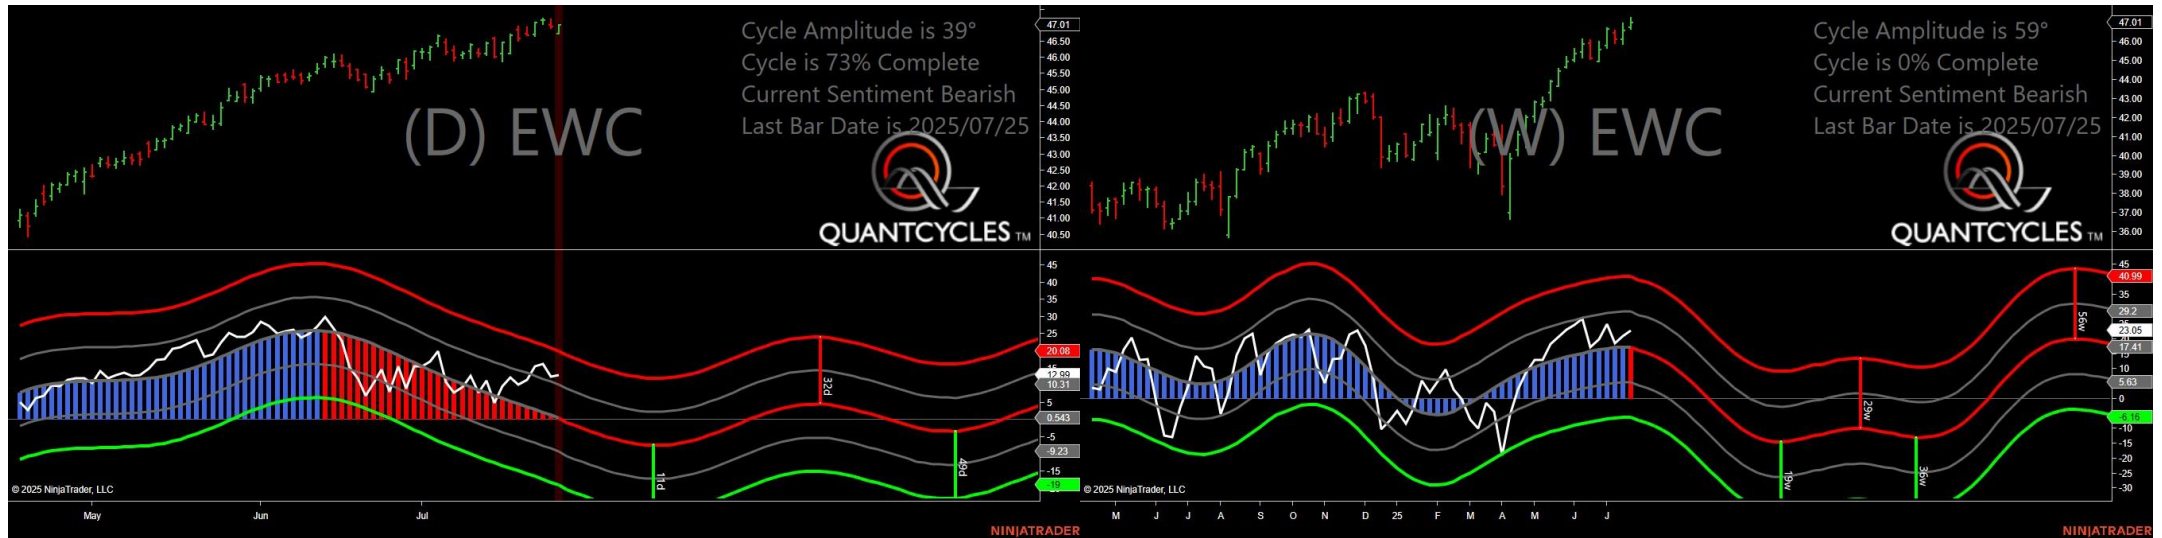 Cycle Amplitude is 39°
Cycle is 73% Complete
Current Sentiment Bearish
Last Bar Date is 2025/07/25
(D) EWC
QUANTCYCLES TM
47.01
46.50
46.00
45.50
45.00
44.50
44.00
43.50
43.00
42.50
42.00
41.50
41.00
40.50
45
40
35
30
25
20.08
12.99
10.31
5
0.543
-5
-9.23
-15
-19
11d
32d
49d
© 2025 NinjaTrader, LLC
May Jun Jul
NINJATRADER
Cycle Amplitude is 59°
Cycle is 0% Complete
Current Sentiment Bearish
Last Bar Date is 2025/07/25
(W) EWC
QUANTCYCLES TM
47.01
46.00
45.00
44.00
43.00
42.00
41.00
40.00
39.00
38.00
37.00
36.00
45
40.99
35
29.2
23.05
17.41
10
5.63
0
-6.16
-10
-15
-20
-25
-30
19w
29w
36w
56w
© 2025 NinjaTrader, LLC
M J J A S O N D 25 F M A M J J
NINJATRADER